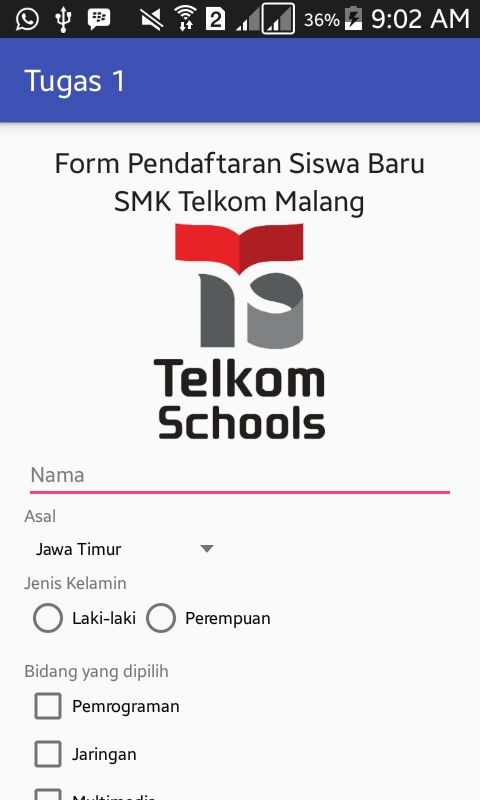 2 36% 9:02 AM
Tugas 1
Form Pendaftaran Siswa Baru
SMK Telkom Malang
Telkom
Schools
Nama
Asal
Jawa Timur
Jenis Kelamin
Laki-laki Perempuan
Bidang yang dipilih
Pemrograman
Jaringan
Multimedia